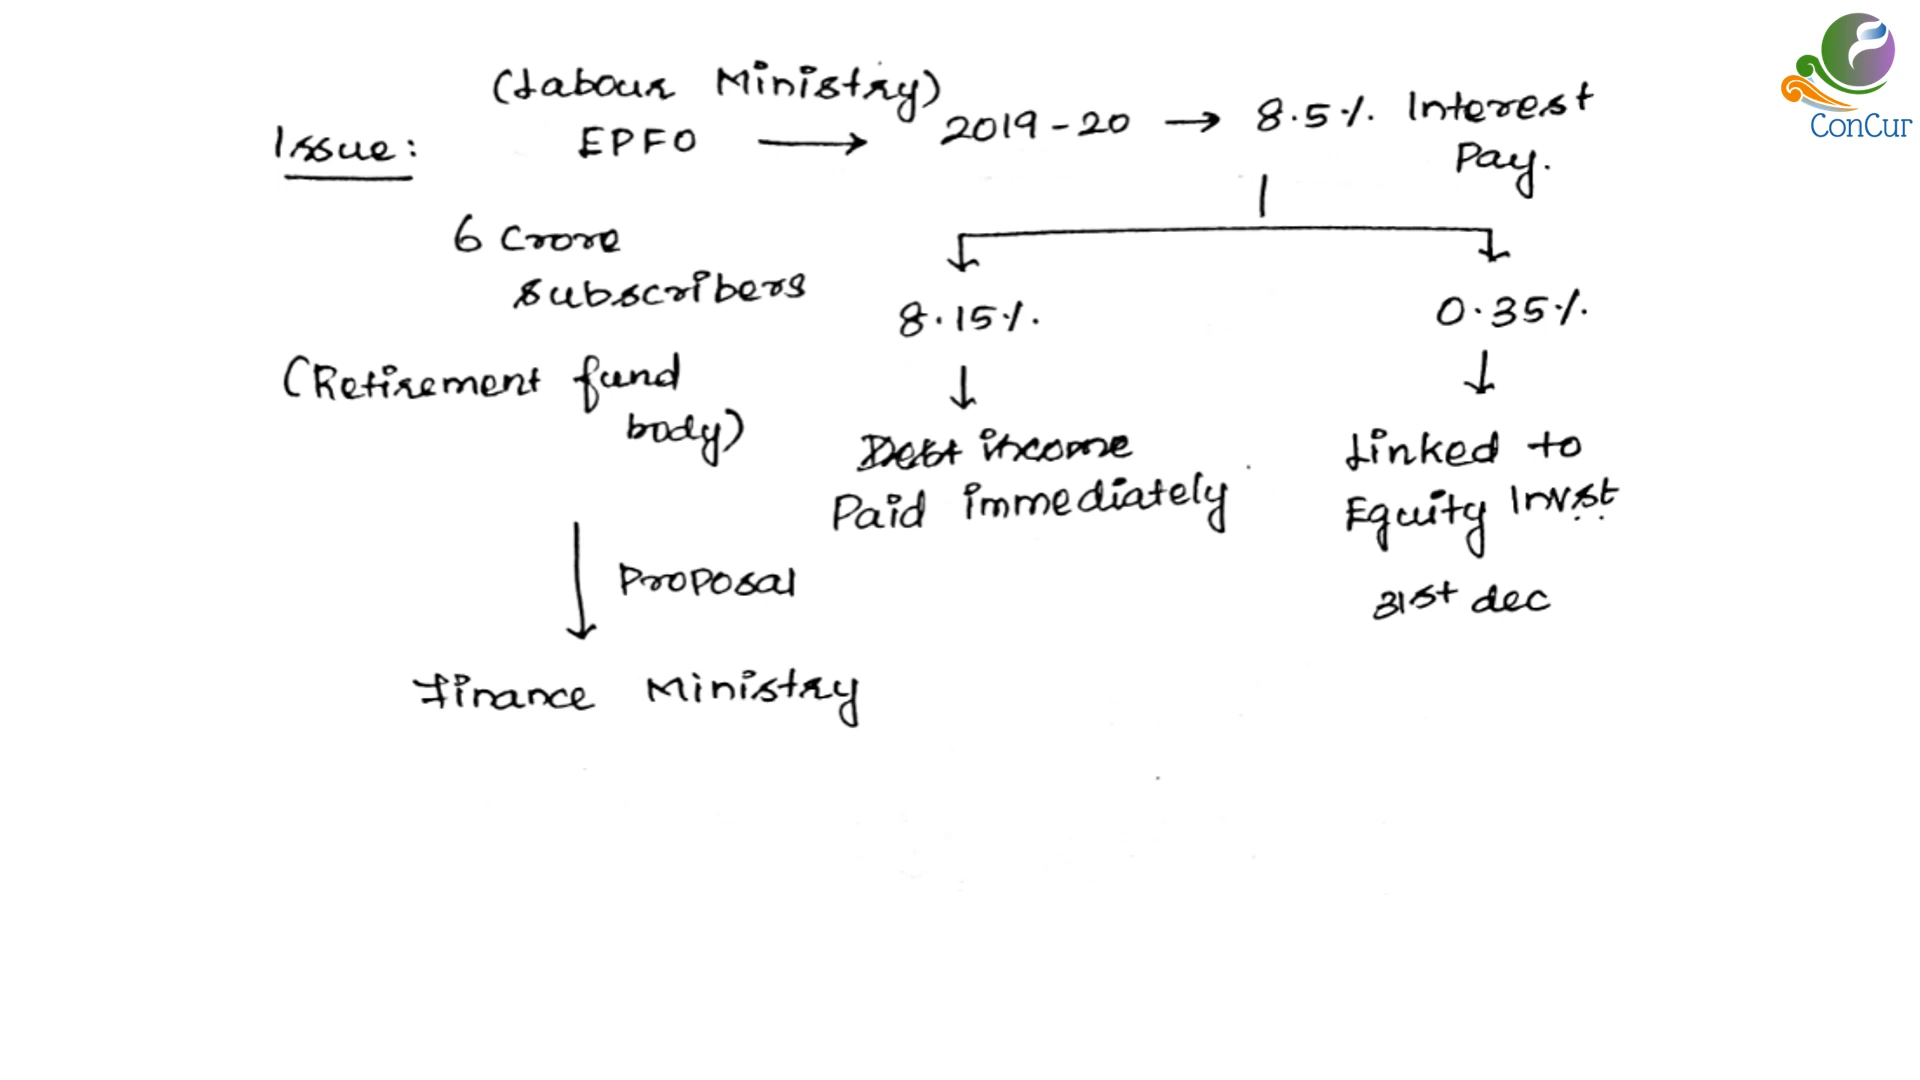 (Labour Ministry)
Issue: EPFO → 2019-20 → 8.5% Interest
Pay.
6 Crore
subscribers
(Retirement fund
body)
8.15%
↓
Debt income
Paid immediately
0.35%
↓
Linked to
Equity Invst
31st dec
↓ Proposal
Finance Ministry
ConCur